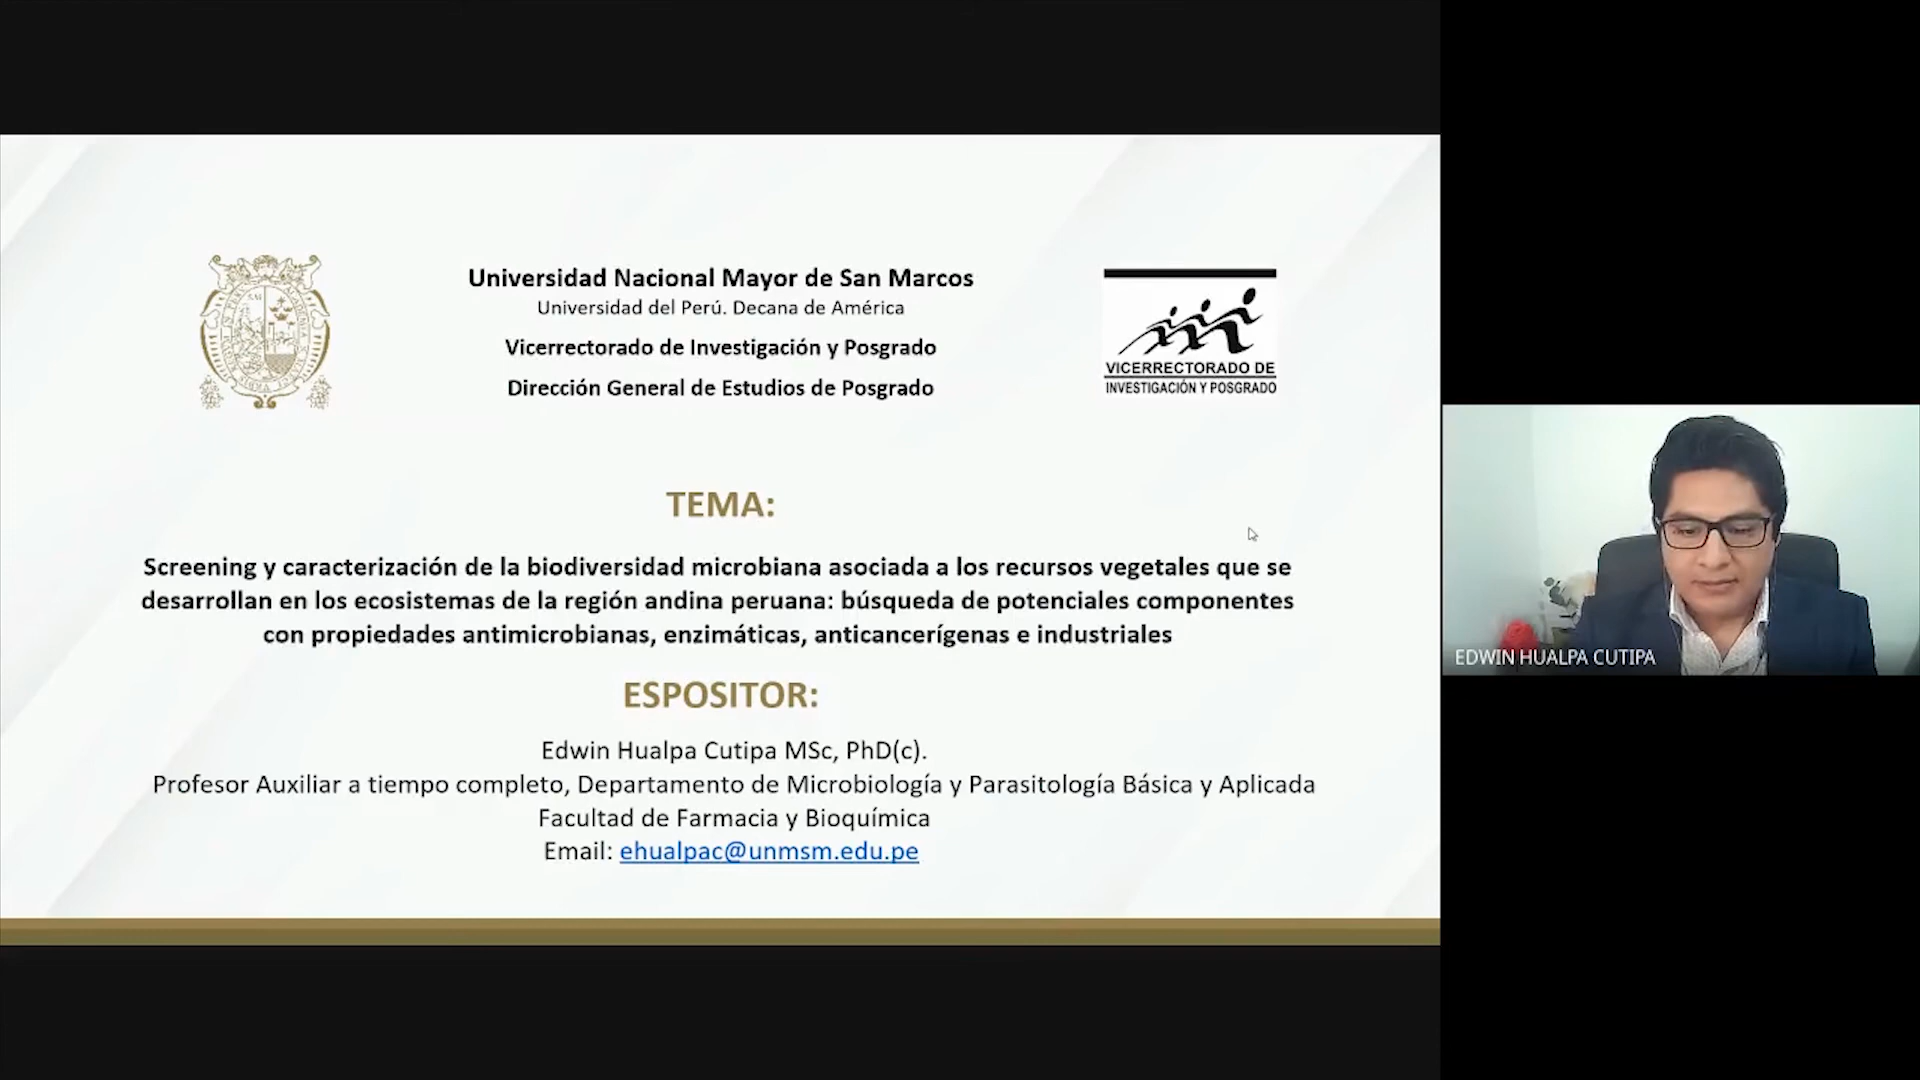 Universidad Nacional Mayor de San Marcos
Universidad del Perú. Decana de América
Vicerrectorado de Investigación y Posgrado
Dirección General de Estudios de Posgrado
VICERRECTORADO DE
INVESTIGACIÓN Y POSGRADO
TEMA:
Screening y caracterización de la biodiversidad microbiana asociada a los recursos vegetales que se
desarrollan en los ecosistemas de la región andina peruana: búsqueda de potenciales componentes
con propiedades antimicrobianas, enzimáticas, anticancerígenas e industriales
ESPOSITOR:
Edwin Hualpa Cutipa MSc, PhD(c).
Profesor Auxiliar a tiempo completo, Departamento de Microbiología y Parasitología Básica y Aplicada
Facultad de Farmacia y Bioquímica
Email: ehualpac@unmsm.edu.pe
EDWIN HUALPA CUTIPA